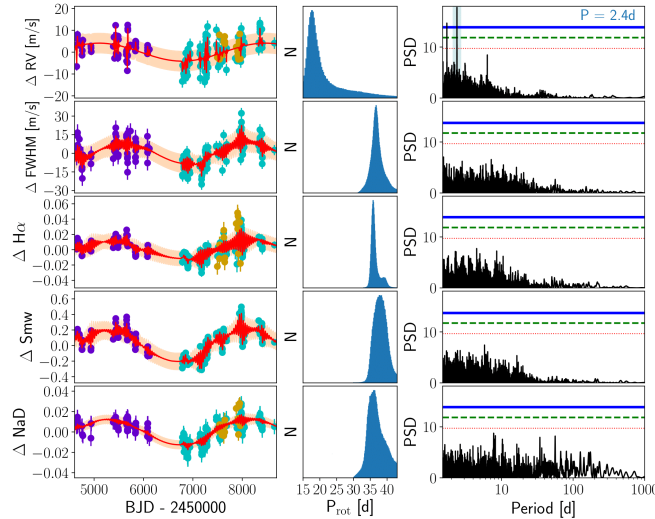 P = 2.4d
Δ RV [m/s]
20
10
0
−10
−20
N
PSD
10
0
Δ FWHM [m/s]
30
15
0
−15
−30
N
PSD
10
0
Δ Hα
0.06
0.04
0.02
0.00
−0.02
−0.04
N
PSD
10
0
Δ Smw
0.6
0.4
0.2
0.0
−0.2
−0.4
N
PSD
10
0
Δ NaD
0.04
0.02
0.00
−0.02
−0.04
N
PSD
10
0
5000 6000 7000 8000
15 20 25 30 35 40
10 100 1000
BJD - 2450000
Prot [d]
Period [d]